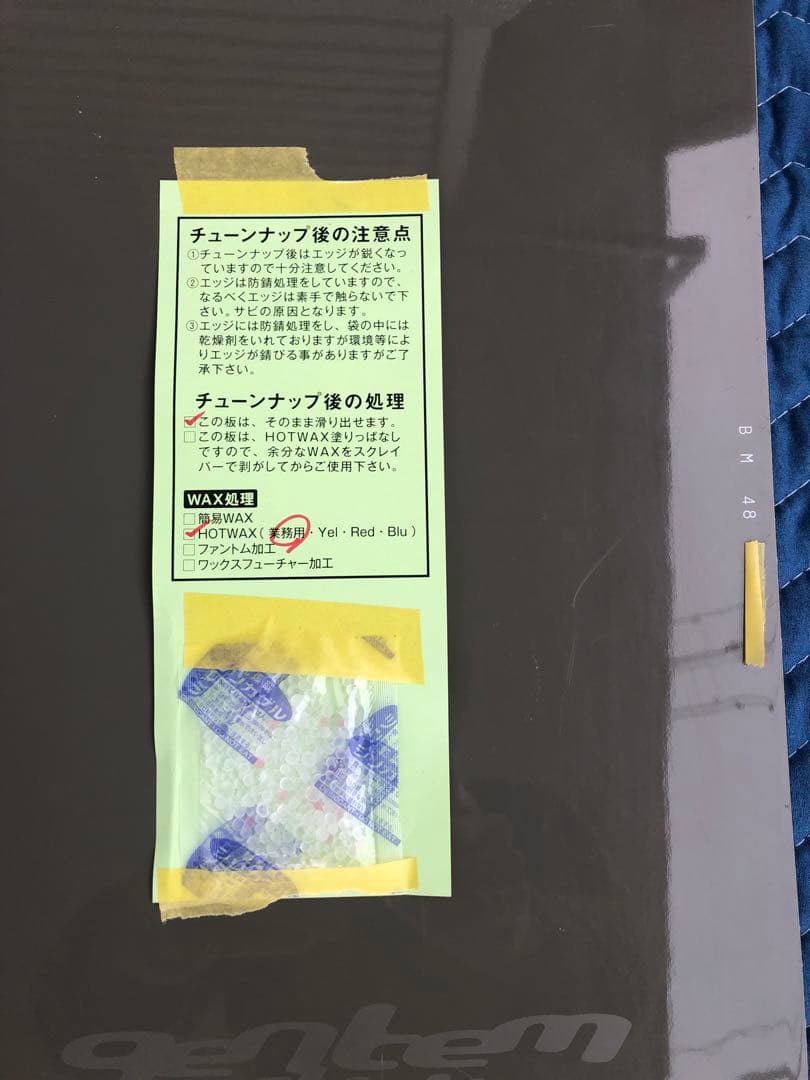 チューンナップ後の注意点
①チューンナップ後はエッジが鋭くなっ
ていますので十分注意してください。
②エッジは防錆処理をしていますので、
なるべくエッジは素手で触らないで下
さい。サビの原因となります。
③エッジには防錆処理をし、袋の中には
乾燥剤をいれておりますが環境等によ
りエッジが錆びる事がありますがご了
承下さい。
チューンナップ後の処理
この板は、そのまま滑り出せます。
この板は、HOTWAX塗りっぱなし
ですので、余分なWAXをスクレイ
パーで剥がしてからご使用下さい。
WAX処理
簡易WAX
HOTWAX(業務用・Yel・Red・Blu)
ファントム加工
ワックスフューチャー加工
BM 48